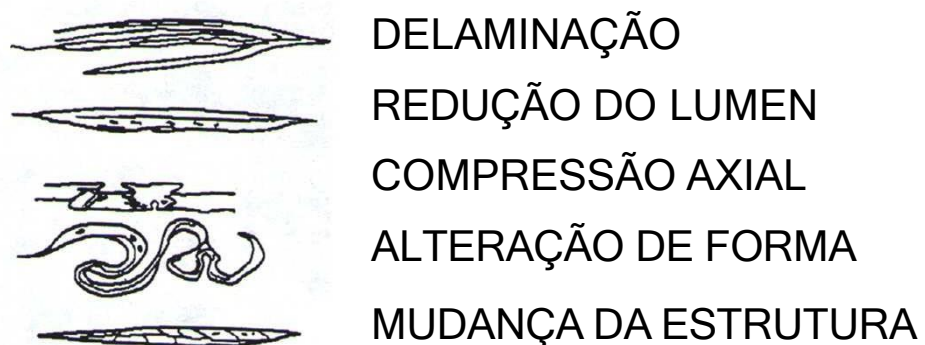 DELAMINAÇÃO
REDUÇÃO DO LUMEN
COMPRESSÃO AXIAL
ALTERAÇÃO DE FORMA
MUDANÇA DA ESTRUTURA